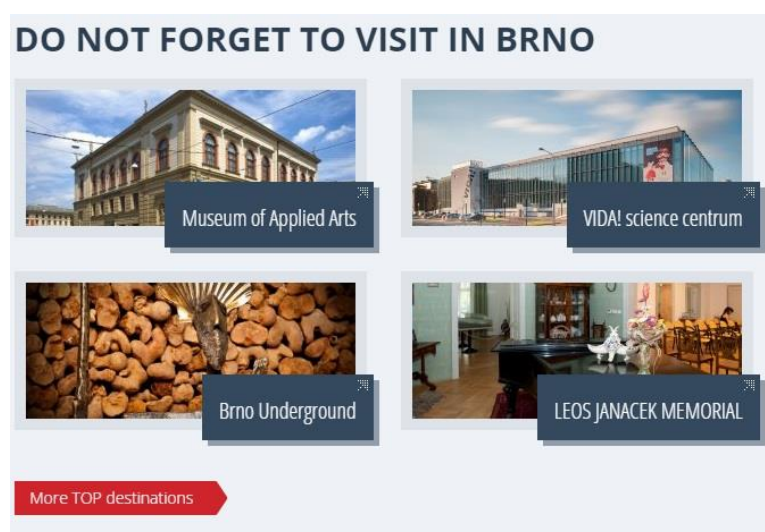 DO NOT FORGET TO VISIT IN BRNO
Museum of Applied Arts
VIDA! science centrum
Brno Underground
LEOS JANACEK MEMORIAL
More TOP destinations